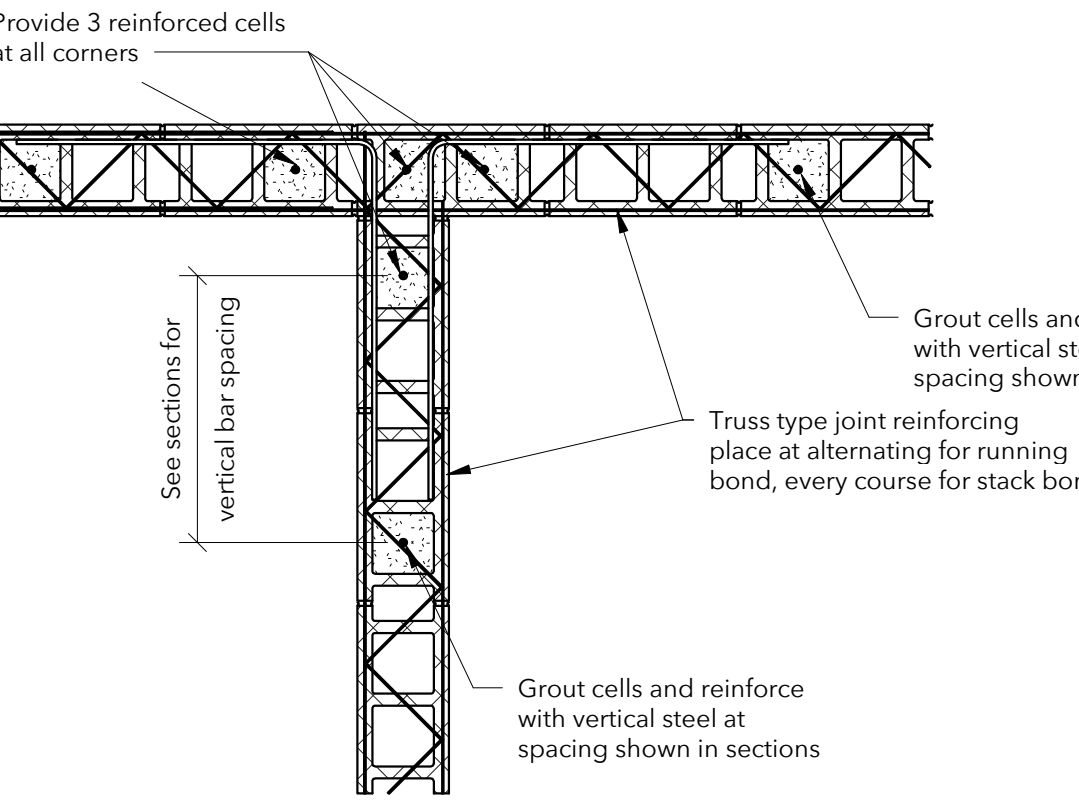 Provide 3 reinforced cells
at all corners
See sections for
vertical bar spacing
Grout cells and
with vertical
spacing shown
Truss type joint reinforcing
place at alternating for running
bond, every course for stack
Grout cells and reinforce
with vertical steel at
spacing shown in sections